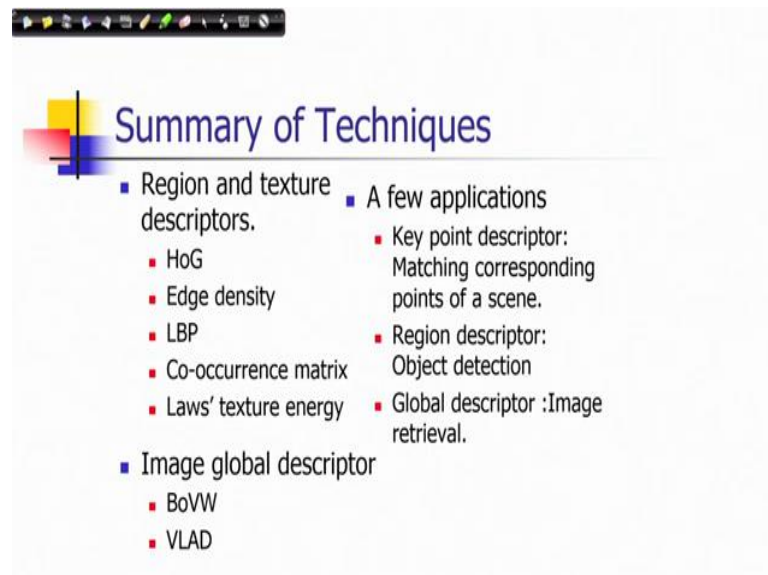 Summary of Techniques
Region and texture
descriptors.
HoG
Edge density
LBP
Co-occurrence matrix
Laws' texture energy
Image global descriptor
BoVW
VLAD
A few applications
Key point descriptor:
Matching corresponding
points of a scene.
Region descriptor:
Object detection
Global descriptor :Image
retrieval.